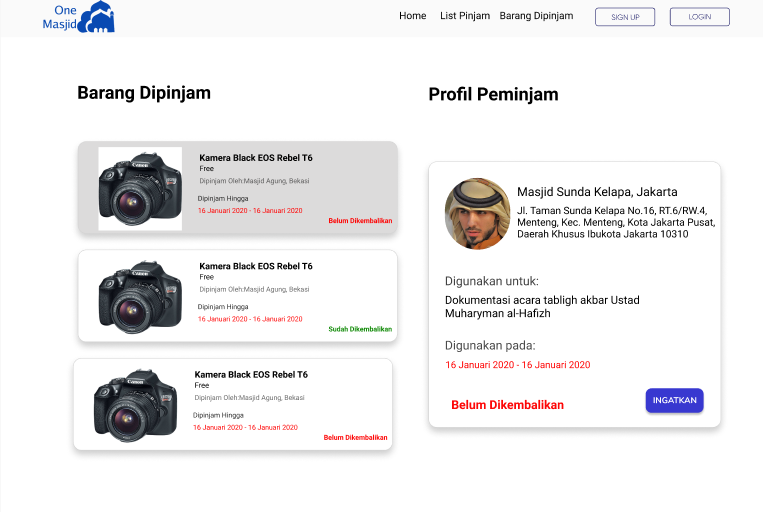 One
Masjid
Home
List Pinjam
Barang Dipinjam
SIGN UP
LOGIN
Barang Dipinjam
Canon
Kamera Black EOS Rebel T6
Free
Dipinjam Oleh:Masjid Agung, Bekasi
Dipinjam Hingga
16 Januari 2020 - 16 Januari 2020
Belum Dikembalikan
Canon
Kamera Black EOS Rebel T6
Free
Dipinjam Oleh:Masjid Agung, Bekasi
Dipinjam Hingga
16 Januari 2020 - 16 Januari 2020
Sudah Dikembalikan
Canon
Kamera Black EOS Rebel T6
Free
Dipinjam Oleh:Masjid Agung, Bekasi
Dipinjam Hingga
16 Januari 2020 - 16 Januari 2020
Belum Dikembalikan
Profil Peminjam
Masjid Sunda Kelapa, Jakarta
Jl. Taman Sunda Kelapa No.16, RT.6/RW.4,
Menteng, Kec. Menteng, Kota Jakarta Pusat,
Daerah Khusus Ibukota Jakarta 10310
Digunakan untuk:
Dokumentasi acara tabligh akbar Ustad
Muharyman al-Hafizh
Digunakan pada:
16 Januari 2020 - 16 Januari 2020
Belum Dikembalikan
INGATKAN